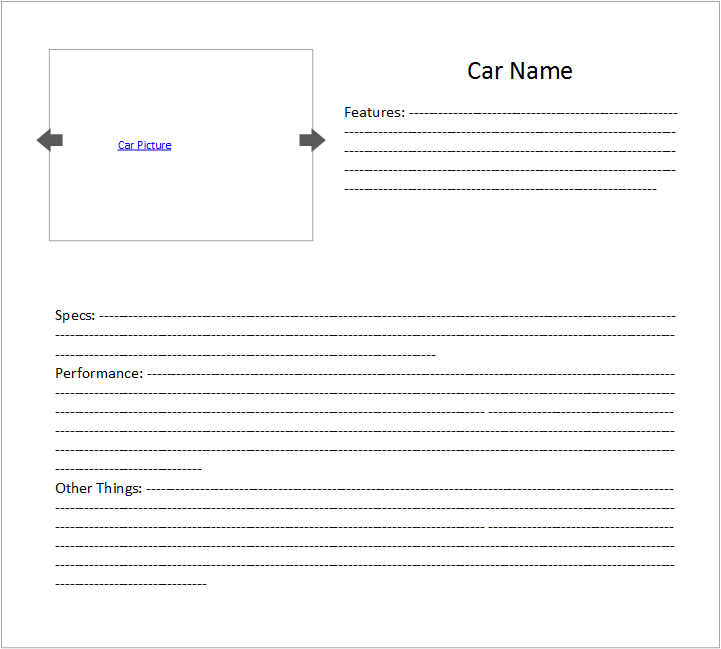 Car Name
Car Picture
Features: -------------------------------------------------------
--------------------------------------------------------------------
--------------------------------------------------------------------
--------------------------------------------------------------------
----------------------------------------------------------------
Specs: ----------------------------------------------------------------------------------------------------------------------
-------------------------------------------------------------------------------------------------------------------------------
------------------------------------------------------------------------------
Performance: ------------------------------------------------------------------------------------------------------------
-------------------------------------------------------------------------------------------------------------------------------
---------------------------------------------------------------------------------------- --------------------------------------
-------------------------------------------------------------------------------------------------------------------------------
-------------------------------------------------------------------------------------------------------------------------------
------------------------------
Other Things: ------------------------------------------------------------------------------------------------------------
-------------------------------------------------------------------------------------------------------------------------------
---------------------------------------------------------------------------------------- --------------------------------------
-------------------------------------------------------------------------------------------------------------------------------
-------------------------------------------------------------------------------------------------------------------------------
-------------------------------